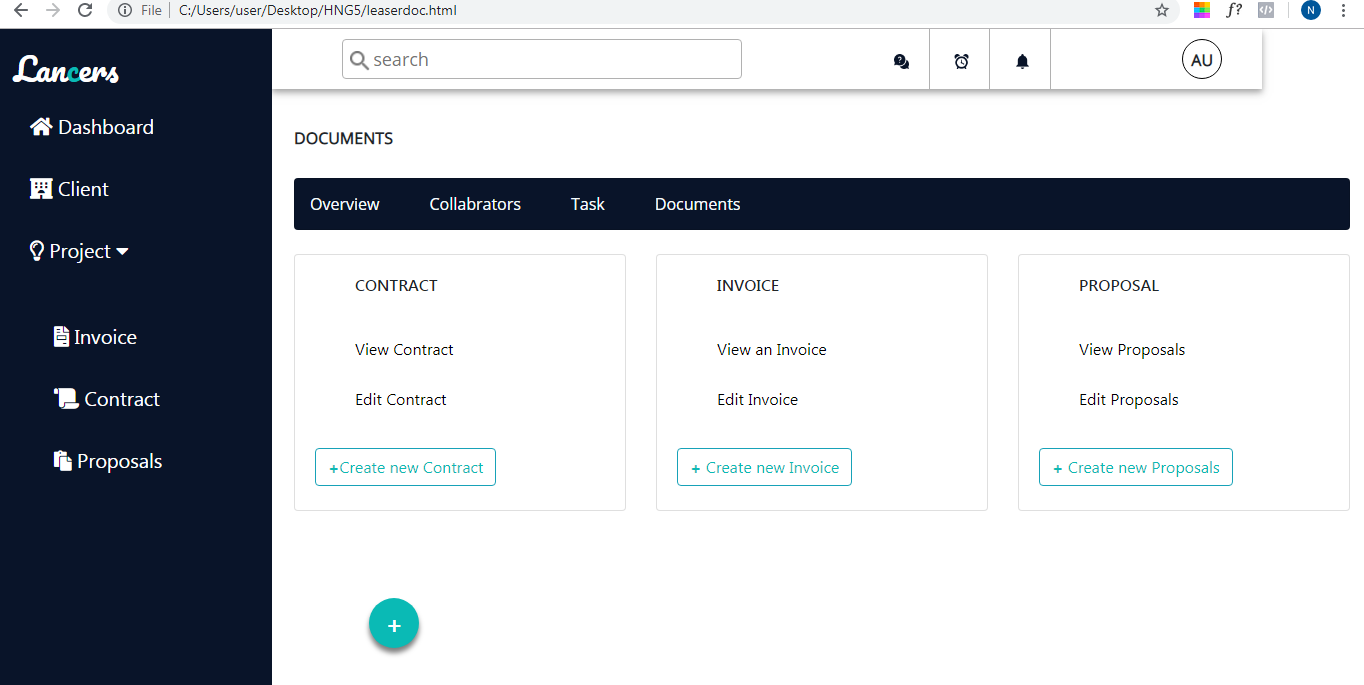 File C:/Users/user/Desktop/HNG5/leaserdoc.html f? </> N
Lancers
search
AU
Dashboard
Client
Project
Invoice
Contract
Proposals
DOCUMENTS
Overview Collabrators Task Documents
CONTRACT
View Contract
Edit Contract
+Create new Contract
INVOICE
View an Invoice
Edit Invoice
+ Create new Invoice
PROPOSAL
View Proposals
Edit Proposals
+ Create new Proposals
+